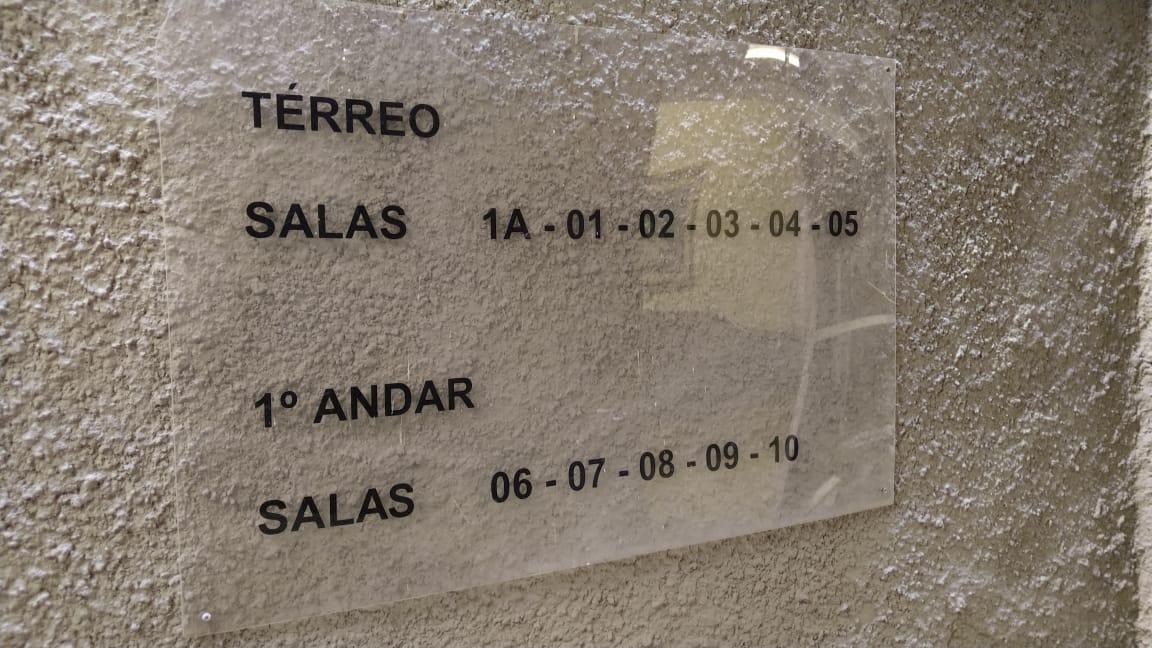 TÉRREO
SALAS 1A - 01 - 02 - 03 - 04 - 05
1º ANDAR
SALAS 06 - 07 - 08 - 09 - 10